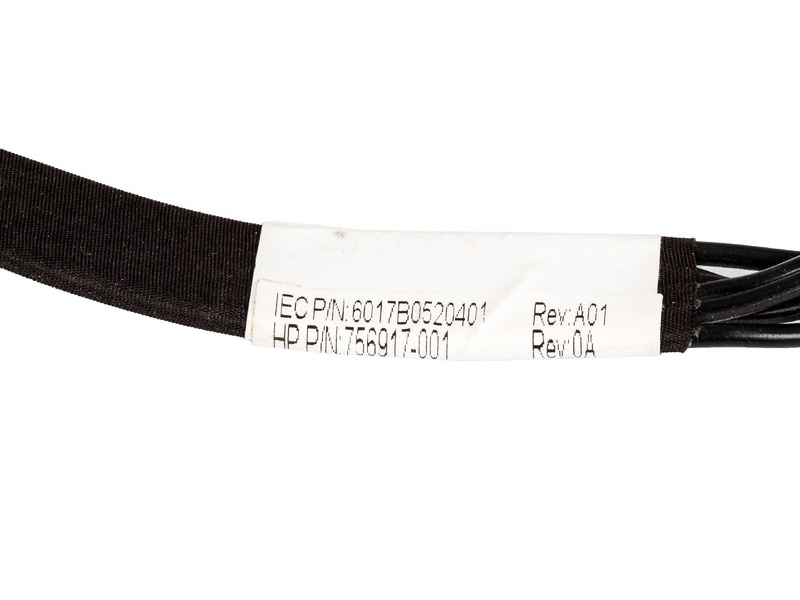 IEC P/N:6017B0520401 Rev:A01
HP P/N:756917-001 Rev:0A